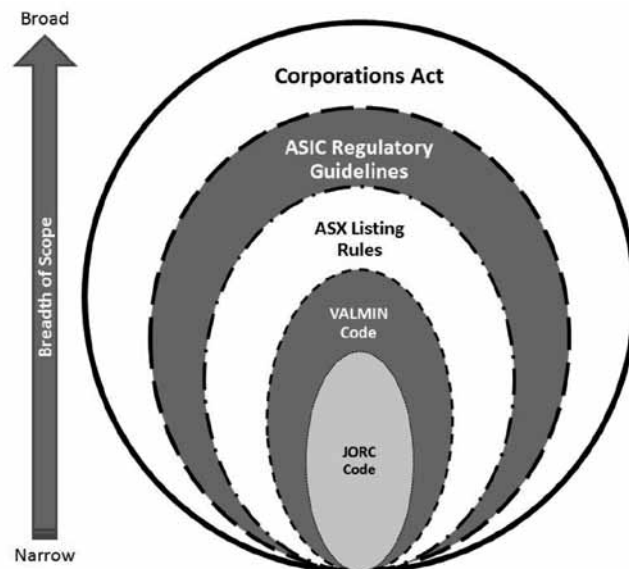 Broad
Corporations Act
ASIC Regulatory
Guidelines
ASX Listing
Rules
Breadth of Scope
VALMIN
Code
JORC
Code
Narrow